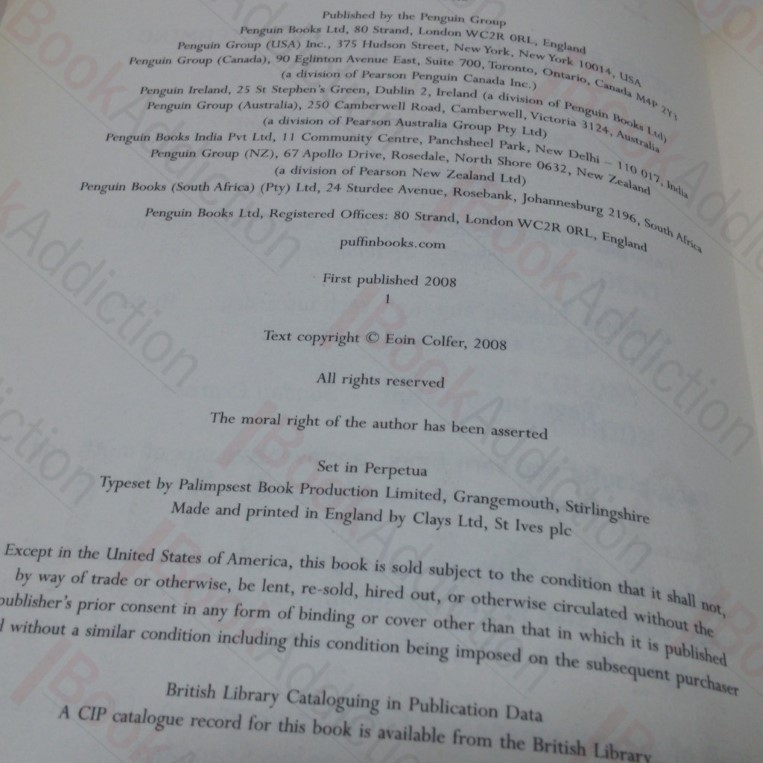 Published by the Penguin Group
Penguin Books Ltd, 80 Strand, London WC2R 0RL, England
Penguin Group (USA) Inc., 375 Hudson Street, New York, New York 10014, USA
Penguin Group (Canada), 90 Eglinton Avenue East, Suite 700, Toronto, Ontario, Canada M4P 2Y3
(a division of Pearson Penguin Canada Inc.)
Penguin Ireland, 25 St Stephen's Green, Dublin 2, Ireland (a division of Penguin Books Ltd)
Penguin Group (Australia), 250 Camberwell Road, Camberwell, Victoria 3124, Australia
(a division of Pearson Australia Group Pty Ltd)
Penguin Books India Pvt Ltd, 11 Community Centre, Panchsheel Park, New Delhi – 110 017, India
Penguin Group (NZ), 67 Apollo Drive, Rosedale, North Shore 0632, New Zealand
(a division of Pearson New Zealand Ltd)
Penguin Books (South Africa) (Pty) Ltd, 24 Sturdee Avenue, Rosebank, Johannesburg 2196, South Africa
Penguin Books Ltd, Registered Offices: 80 Strand, London WC2R 0RL, England
puffinbooks.com
First published 2008
1
Text copyright © Eoin Colfer, 2008
All rights reserved
The moral right of the author has been asserted
Set in Perpetua
Typeset by Palimpsest Book Production Limited, Grangemouth, Stirlingshire
Made and printed in England by Clays Ltd, St Ives plc
Except in the United States of America, this book is sold subject to the condition that it shall not,
by way of trade or otherwise, be lent, re-sold, hired out, or otherwise circulated without the
publisher's prior consent in any form of binding or cover other than that in which it is published
without a similar condition including this condition being imposed on the subsequent purchaser
British Library Cataloguing in Publication Data
A CIP catalogue record for this book is available from the British Library
BookAddiction